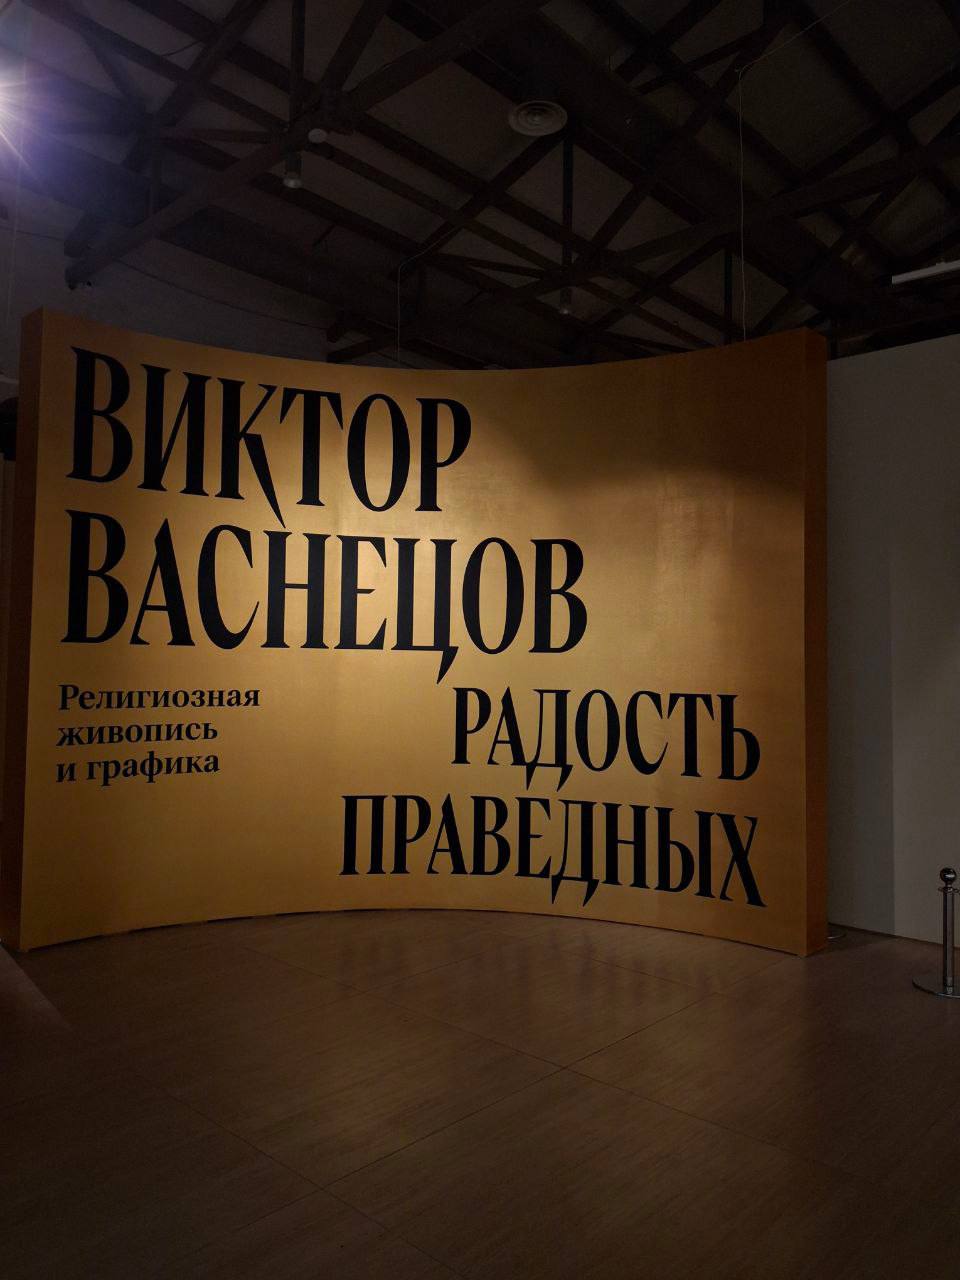 ВИКТОР
ВАСНЕЦОВ
Религиозная
живопись
и графика
РАДОСТЬ
ПРАВЕДНЫХ